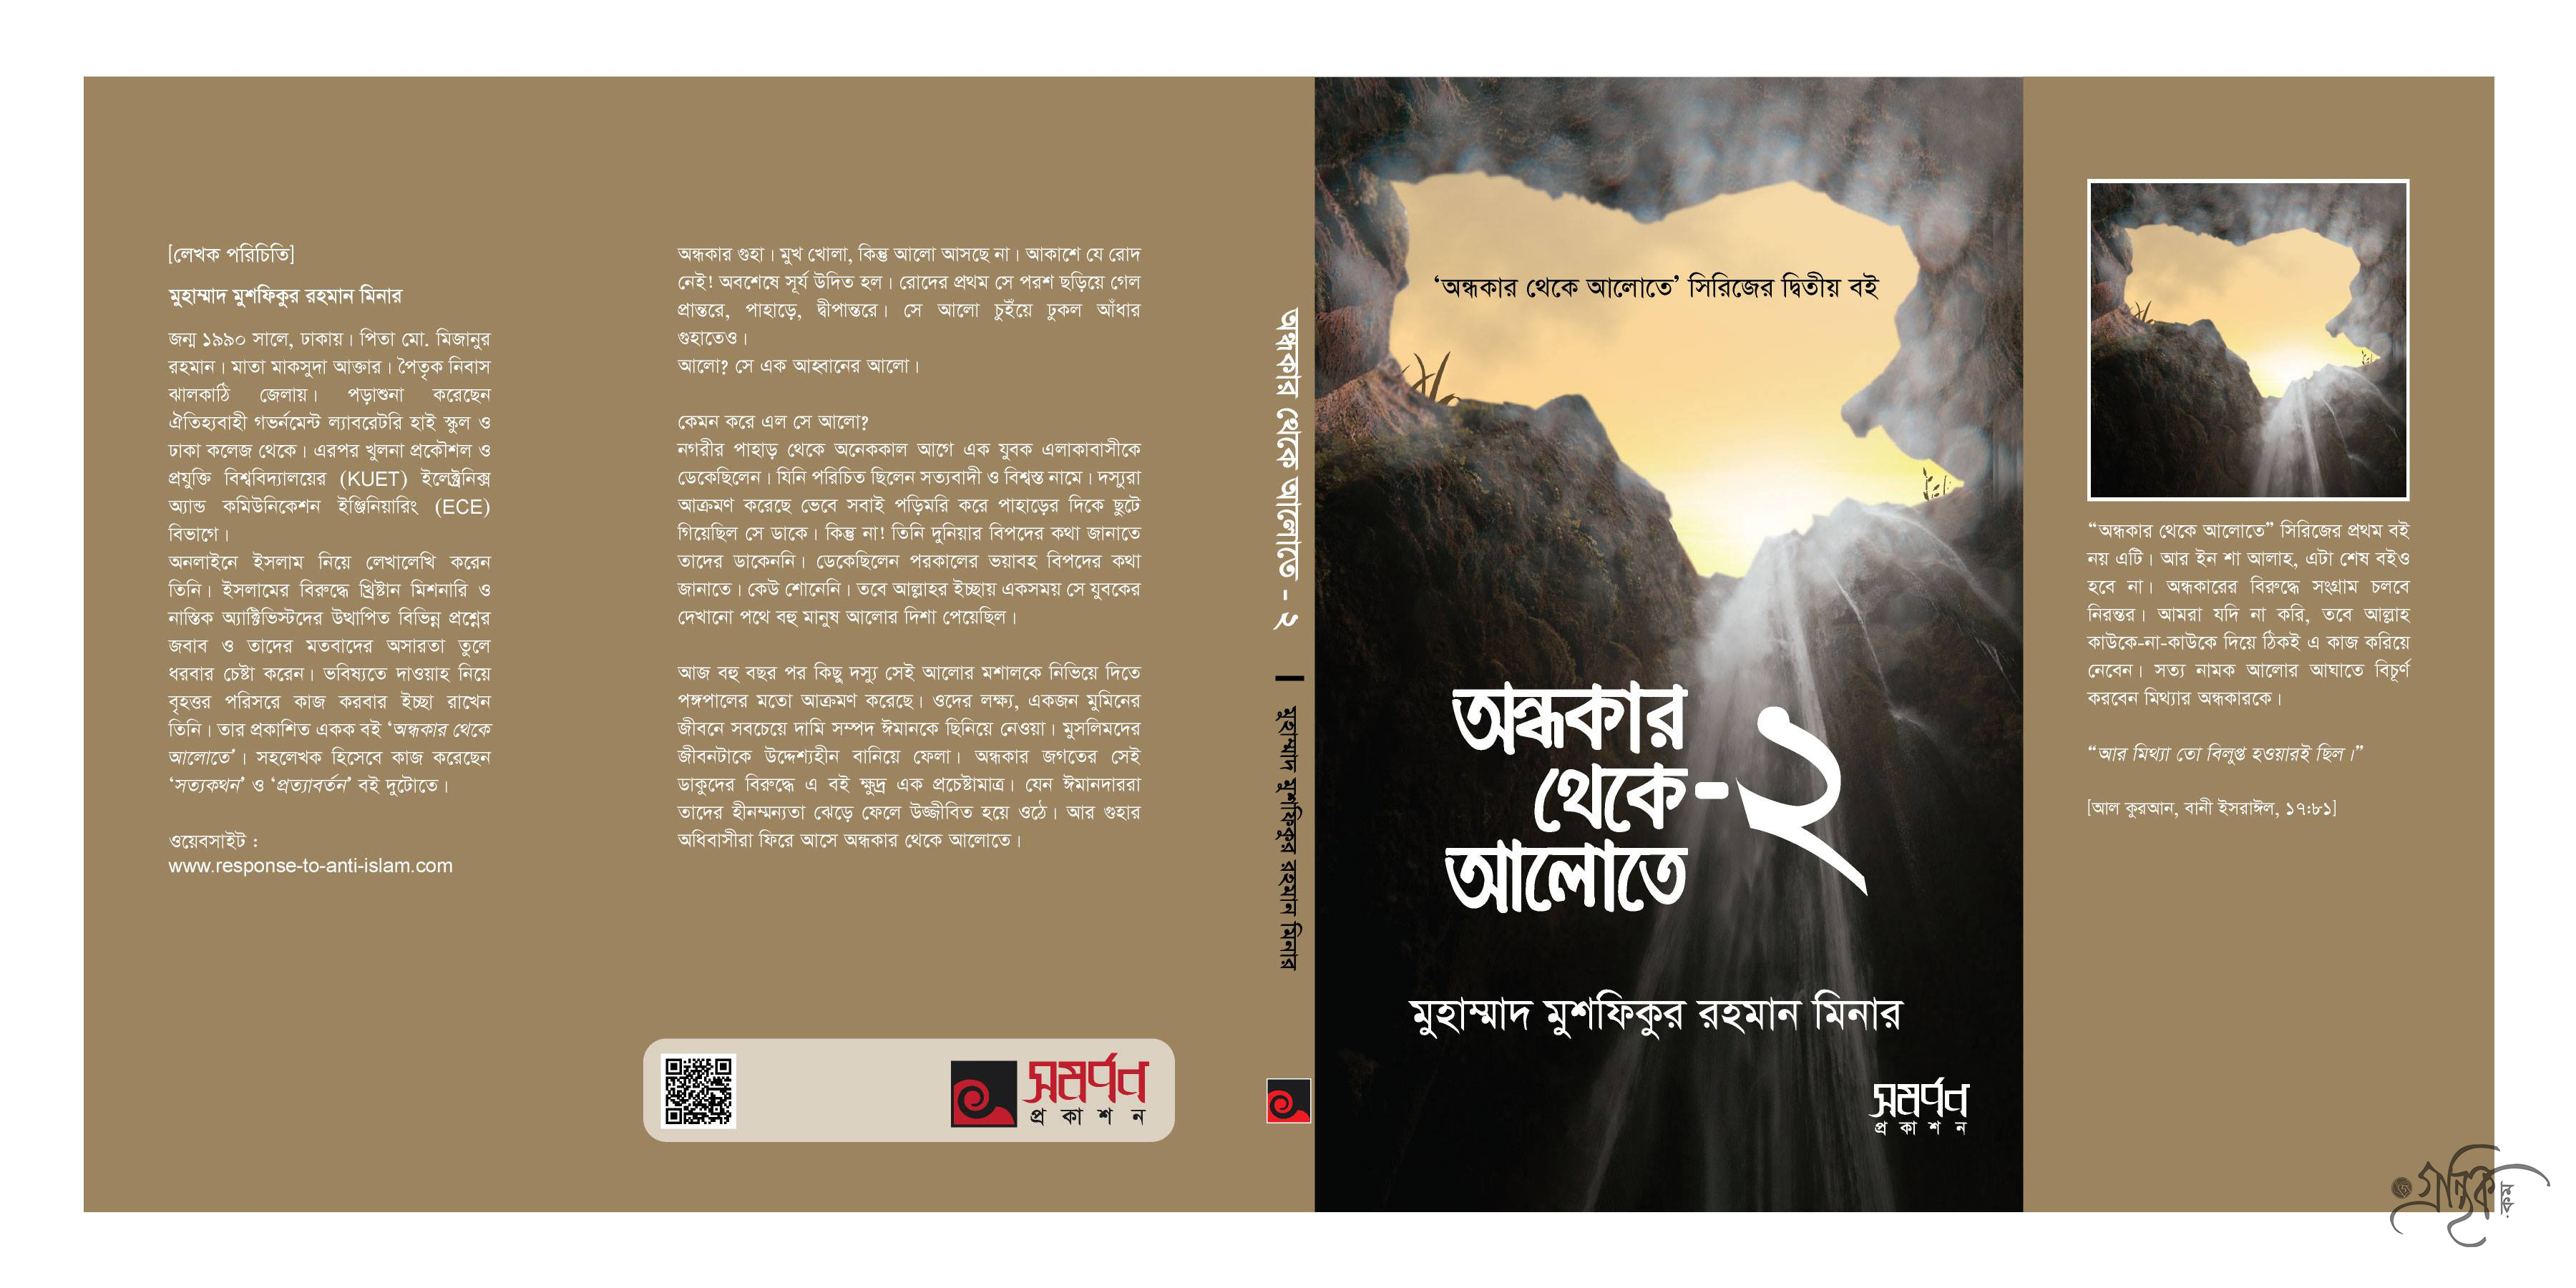 [লেখক পরিচিতি]
মুহাম্মাদ মুশফিকুর রহমান মিনার
জন্ম ১৯৯০ সালে, ঢাকায়। পিতা মো. মিজানুর
রহমান। মাতা মাকসুদা আক্তার। পৈতৃক নিবাস
ঝালকাঠি জেলায়। পড়াশুনা করেছেন
ঐতিহ্যবাহী গভর্নমেন্ট ল্যাবরেটরি হাই স্কুল ও
ঢাকা কলেজ থেকে। এরপর খুলনা প্রকৌশল ও
প্রযুক্তি বিশ্ববিদ্যালয়ের (KUET) ইলেক্ট্রনিক্স
অ্যান্ড কমিউনিকেশন ইঞ্জিনিয়ারিং (ECE)
বিভাগে।
অনলাইনে ইসলাম নিয়ে লেখালেখি করেন
তিনি। ইসলামের বিরুদ্ধে খ্রিষ্টান মিশনারি ও
নাস্তিক অ্যাক্টিভিস্টদের উত্থাপিত বিভিন্ন প্রশ্নের
জবাব ও তাদের মতবাদের অসারতা তুলে
ধরবার চেষ্টা করেন। ভবিষ্যতে দাওয়াহ নিয়ে
বৃহত্তর পরিসরে কাজ করবার ইচ্ছা রাখেন
তিনি। তার প্রকাশিত একক বই ‘অন্ধকার থেকে
আলোতে’। সহলেখক হিসেবে কাজ করেছেন
‘সত্যকথন’ ও ‘প্রত্যাবর্তন’ বই দুটোতে।
ওয়েবসাইট :
www.response-to-anti-islam.com
অন্ধকার গুহা। মুখ খোলা, কিন্তু আলো আসছে না। আকাশে যে রোদ
নেই! অবশেষে সূর্য উদিত হল। রোদের প্রথম সে পরশ ছড়িয়ে গেল
প্রান্তরে, পাহাড়ে, দ্বীপান্তরে। সে আলো চুইঁয়ে ঢুকল আঁধার
গুহাতেও।
আলো? সে এক আহ্বানের আলো।
কেমন করে এল সে আলো?
নগরীর পাহাড় থেকে অনেককাল আগে এক যুবক এলাকাবাসীকে
ডেকেছিলেন। যিনি পরিচিত ছিলেন সত্যবাদী ও বিশ্বস্ত নামে। দস্যুরা
আক্রমণ করেছে ভেবে সবাই পড়িমরি করে পাহাড়ের দিকে ছুটে
গিয়েছিল সে ডাকে। কিন্তু না! তিনি দুনিয়ার বিপদের কথা জানাতে
তাদের ডাকেননি। ডেকেছিলেন পরকালের ভয়াবহ বিপদের কথা
জানাতে। কেউ শোনেনি। তবে আল্লাহর ইচ্ছায় একসময় সে যুবকের
দেখানো পথে বহু মানুষ আলোর দিশা পেয়েছিল।
আজ বহু বছর পর কিছু দস্যু সেই আলোর মশালকে নিভিয়ে দিতে
পঙ্গপালের মতো আক্রমণ করেছে। ওদের লক্ষ্য, একজন মুমিনের
জীবনে সবচেয়ে দামি সম্পদ ঈমানকে ছিনিয়ে নেওয়া। মুসলিমদের
জীবনটাকে উদ্দেশ্যহীন বানিয়ে ফেলা। অন্ধকার জগতের সেই
ডাকুদের বিরুদ্ধে এ বই ক্ষুদ্র এক প্রচেষ্টামাত্র। যেন ঈমানদাররা
তাদের হীনম্মন্যতা ঝেড়ে ফেলে উজ্জীবিত হয়ে ওঠে। আর গুহার
অধিবাসীরা ফিরে আসে অন্ধকার থেকে আলোতে।
সমর্পণ
প্রকাশন
অন্ধকার থেকে আলোতে - ২ | মুহাম্মাদ মুশফিকুর রহমান মিনার
‘অন্ধকার থেকে আলোতে’ সিরিজের দ্বিতীয় বই
অন্ধকার
থেকে-২
আলোতে
মুহাম্মাদ মুশফিকুর রহমান মিনার
সমর্পণ
প্রকাশন
“অন্ধকার থেকে আলোতে” সিরিজের প্রথম বই
নয় এটি। আর ইন শা আলাহ, এটা শেষ বইও
হবে না। অন্ধকারের বিরুদ্ধে সংগ্রাম চলবে
নিরন্তর। আমরা যদি না করি, তবে আল্লাহ
কাউকে-না-কাউকে দিয়ে ঠিকই এ কাজ করিয়ে
নেবেন। সত্য নামক আলোর আঘাতে বিচূর্ণ
করবেন মিথ্যার অন্ধকারকে।
“আর মিথ্যা তো বিলুপ্ত হওয়ারই ছিল।”
[আল কুরআন, বানী ইসরাঈল, ১৭:৮১]
গ্রন্থিক.কম